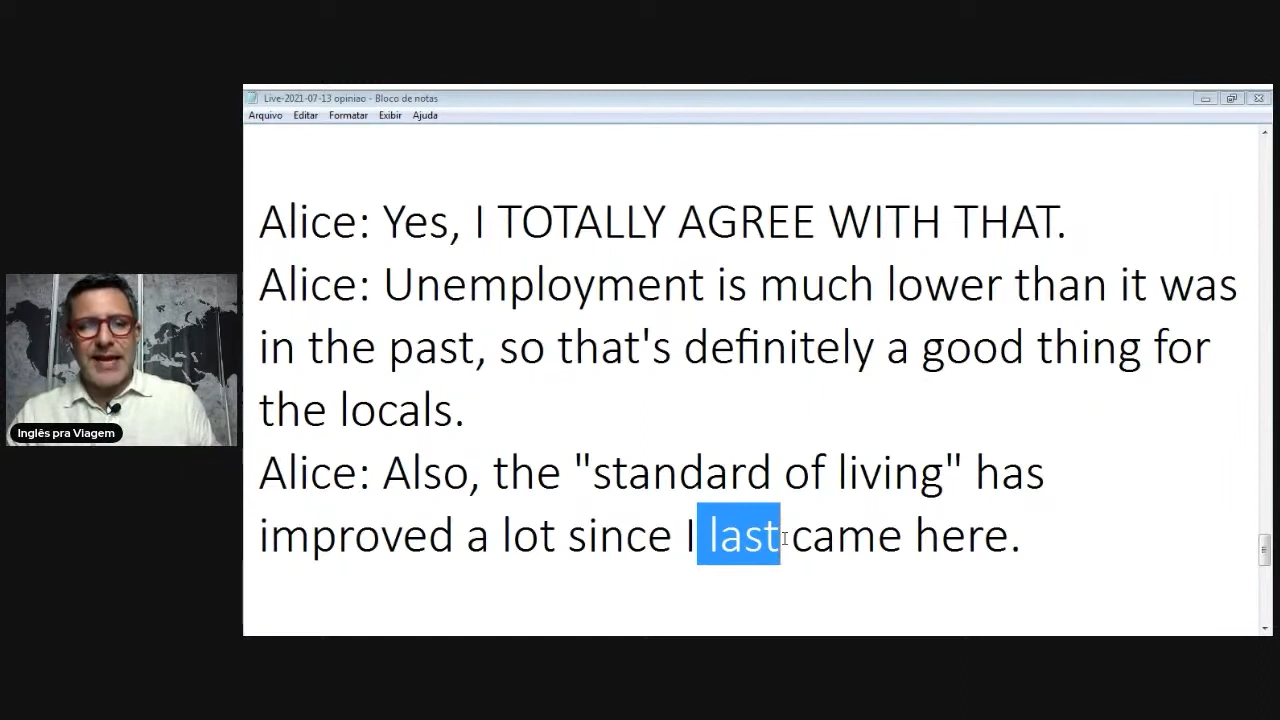 Live-2021-07-13 opiniao - Bloco de notas
Arquivo Editar Formatar Exibir Ajuda
Alice: Yes, I TOTALLY AGREE WITH THAT.
Alice: Unemployment is much lower than it was
in the past, so that's definitely a good thing for
the locals.
Alice: Also, the "standard of living" has
improved a lot since I last came here.
Inglês pra Viagem